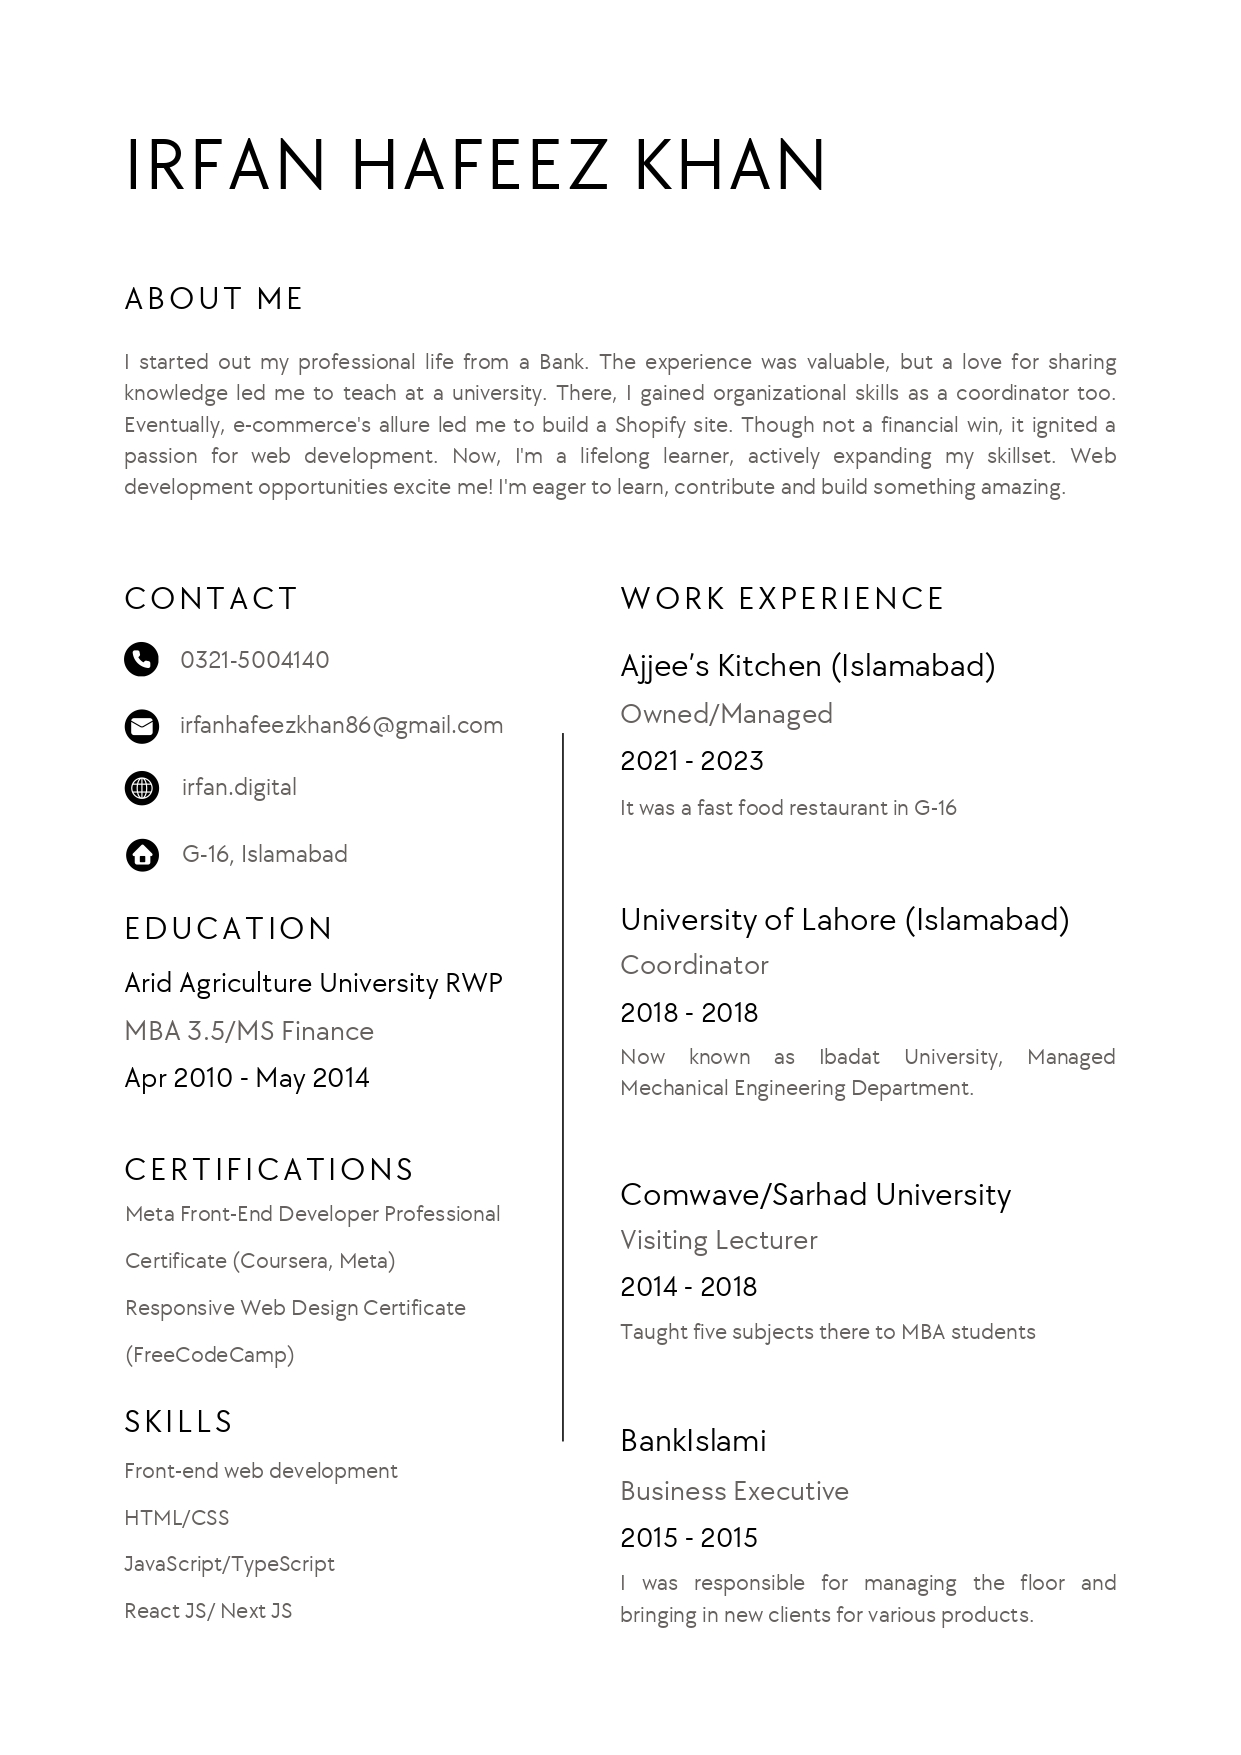 IRFAN HAFEEZ KHAN
ABOUT ME
I started out my professional life from a Bank. The experience was valuable, but a love for sharing
knowledge led me to teach at a university. There, I gained organizational skills as a coordinator too.
Eventually, e-commerce's allure led me to build a Shopify site. Though not a financial win, it ignited a
passion for web development. Now, I'm a lifelong learner, actively expanding my skillset. Web
development opportunities excite me! I'm eager to learn, contribute and build something amazing.
CONTACT
0321-5004140
irfanhafeezkhan86@gmail.com
irfan.digital
G-16, Islamabad
EDUCATION
Arid Agriculture University RWP
MBA 3.5/MS Finance
Apr 2010 - May 2014
CERTIFICATIONS
Meta Front-End Developer Professional
Certificate (Coursera, Meta)
Responsive Web Design Certificate
(FreeCodeCamp)
SKILLS
Front-end web development
HTML/CSS
JavaScript/TypeScript
React JS/ Next JS
WORK EXPERIENCE
Ajjee's Kitchen (Islamabad)
Owned/Managed
2021 - 2023
It was a fast food restaurant in G-16
University of Lahore (Islamabad)
Coordinator
2018 - 2018
Now known as Ibadat University, Managed
Mechanical Engineering Department.
Comwave/Sarhad University
Visiting Lecturer
2014 - 2018
Taught five subjects there to MBA students
BankIslami
Business Executive
2015 - 2015
I was responsible for managing the floor and
bringing in new clients for various products.